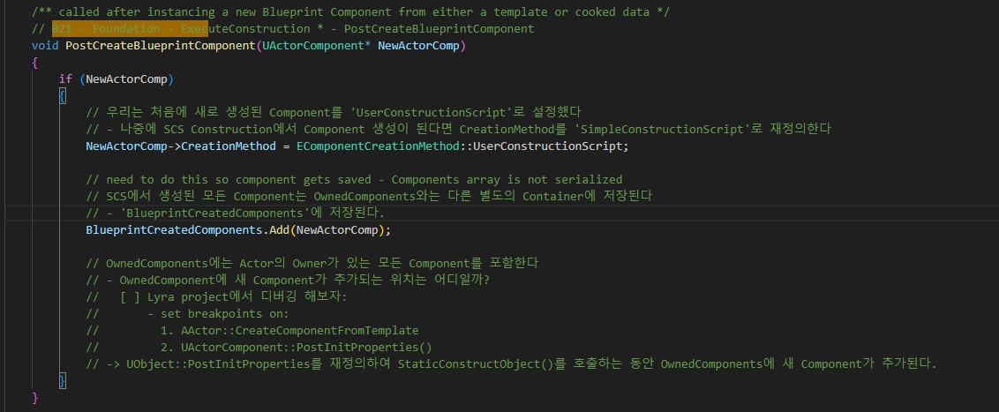 /** called after instancing a new Blueprint Component from either a template or cooked data */
// 021 - Foundation - ExecuteConstruction * - PostCreateBlueprintComponent
void PostCreateBlueprintComponent(UActorComponent* NewActorComp)
{
if (NewActorComp)
{
// 우리는 처음에 새로 생성된 Component를 'UserConstructionScript'로 설정했다
// - 나중에 SCS Construction에서 Component 생성이 된다면 CreationMethod를 'SimpleConstructionScript'로 재정의한다
NewActorComp->CreationMethod = EComponentCreationMethod::UserConstructionScript;
// need to do this so component gets saved - Components array is not serialized
// SCS에서 생성된 모든 Component는 OwnedComponents와는 다른 별도의 Container에 저장된다
// - 'BlueprintCreatedComponents'에 저장된다.
BlueprintCreatedComponents.Add(NewActorComp);
// OwnedComponents에는 Actor의 Owner가 있는 모든 Component를 포함한다
// - OwnedComponent에 새 Component가 추가되는 위치는 어디일까?
// [ ] Lyra project에서 디버깅 해보자:
// - set breakpoints on:
// 1. AActor::CreateComponentFromTemplate
// 2. UActorComponent::PostInitProperties()
// -> UObject::PostInitProperties를 재정의하여 StaticConstructObject()를 호출하는 동안 OwnedComponents에 새 Component가 추가된다.
}
}